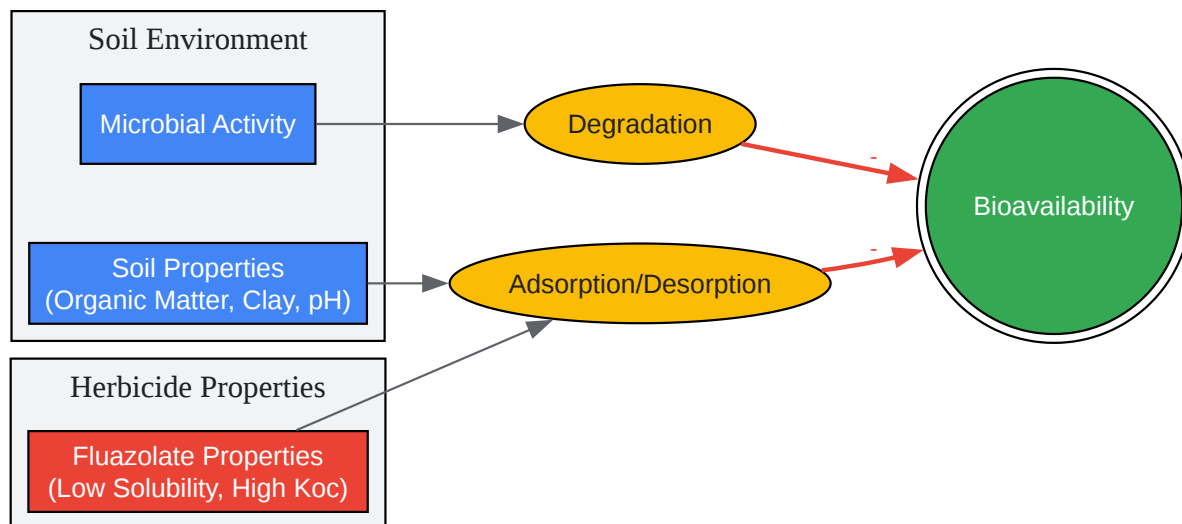 Soil Environment
Microbial Activity
Degradation
-
Bioavailability
Soil Properties
(Organic Matter, Clay, pH)
Adsorption/Desorption
-
Herbicide Properties
Fluazolate Properties
(Low Solubility, High Koc)